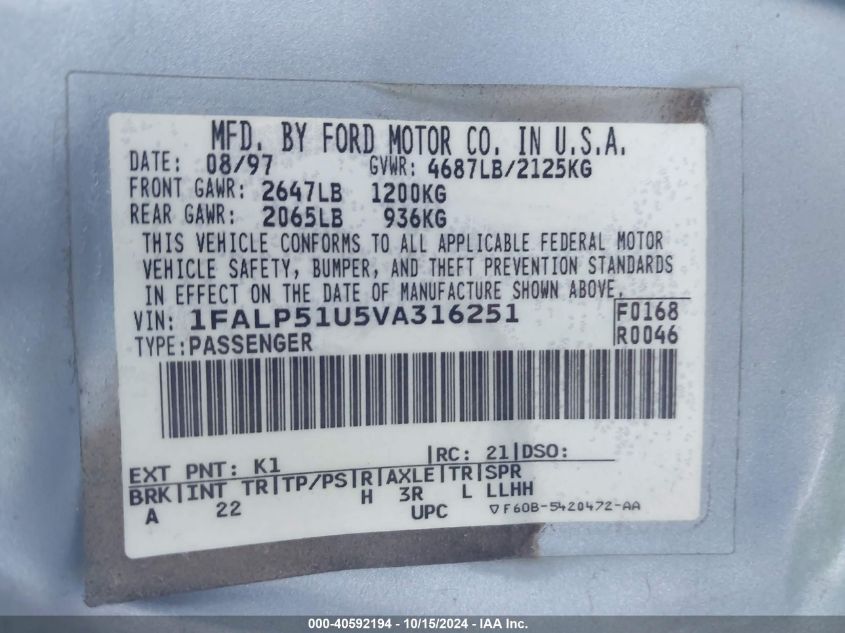 MFD. BY FORD MOTOR CO. IN U.S.A.
DATE: 08/97 GVWR: 4687LB/2125KG
FRONT GAWR: 2647LB 1200KG
REAR GAWR: 2065LB 936KG
THIS VEHICLE CONFORMS TO ALL APPLICABLE FEDERAL MOTOR
VEHICLE SAFETY, BUMPER, AND THEFT PREVENTION STANDARDS
IN EFFECT ON THE DATE OF MANUFACTURE SHOWN ABOVE.
VIN: 1FALP51U5VA316251 F0168
TYPE: PASSENGER R0046
EXT PNT: K1 |RC: 21|DSO:
BRK|INT TR|TP/PS|R|AXLE|TR|SPR
A 22 H 3R L LLHH
UPC ▽F60B-5420472-AA
000-40592194 - 10/15/2024 - IAA Inc.